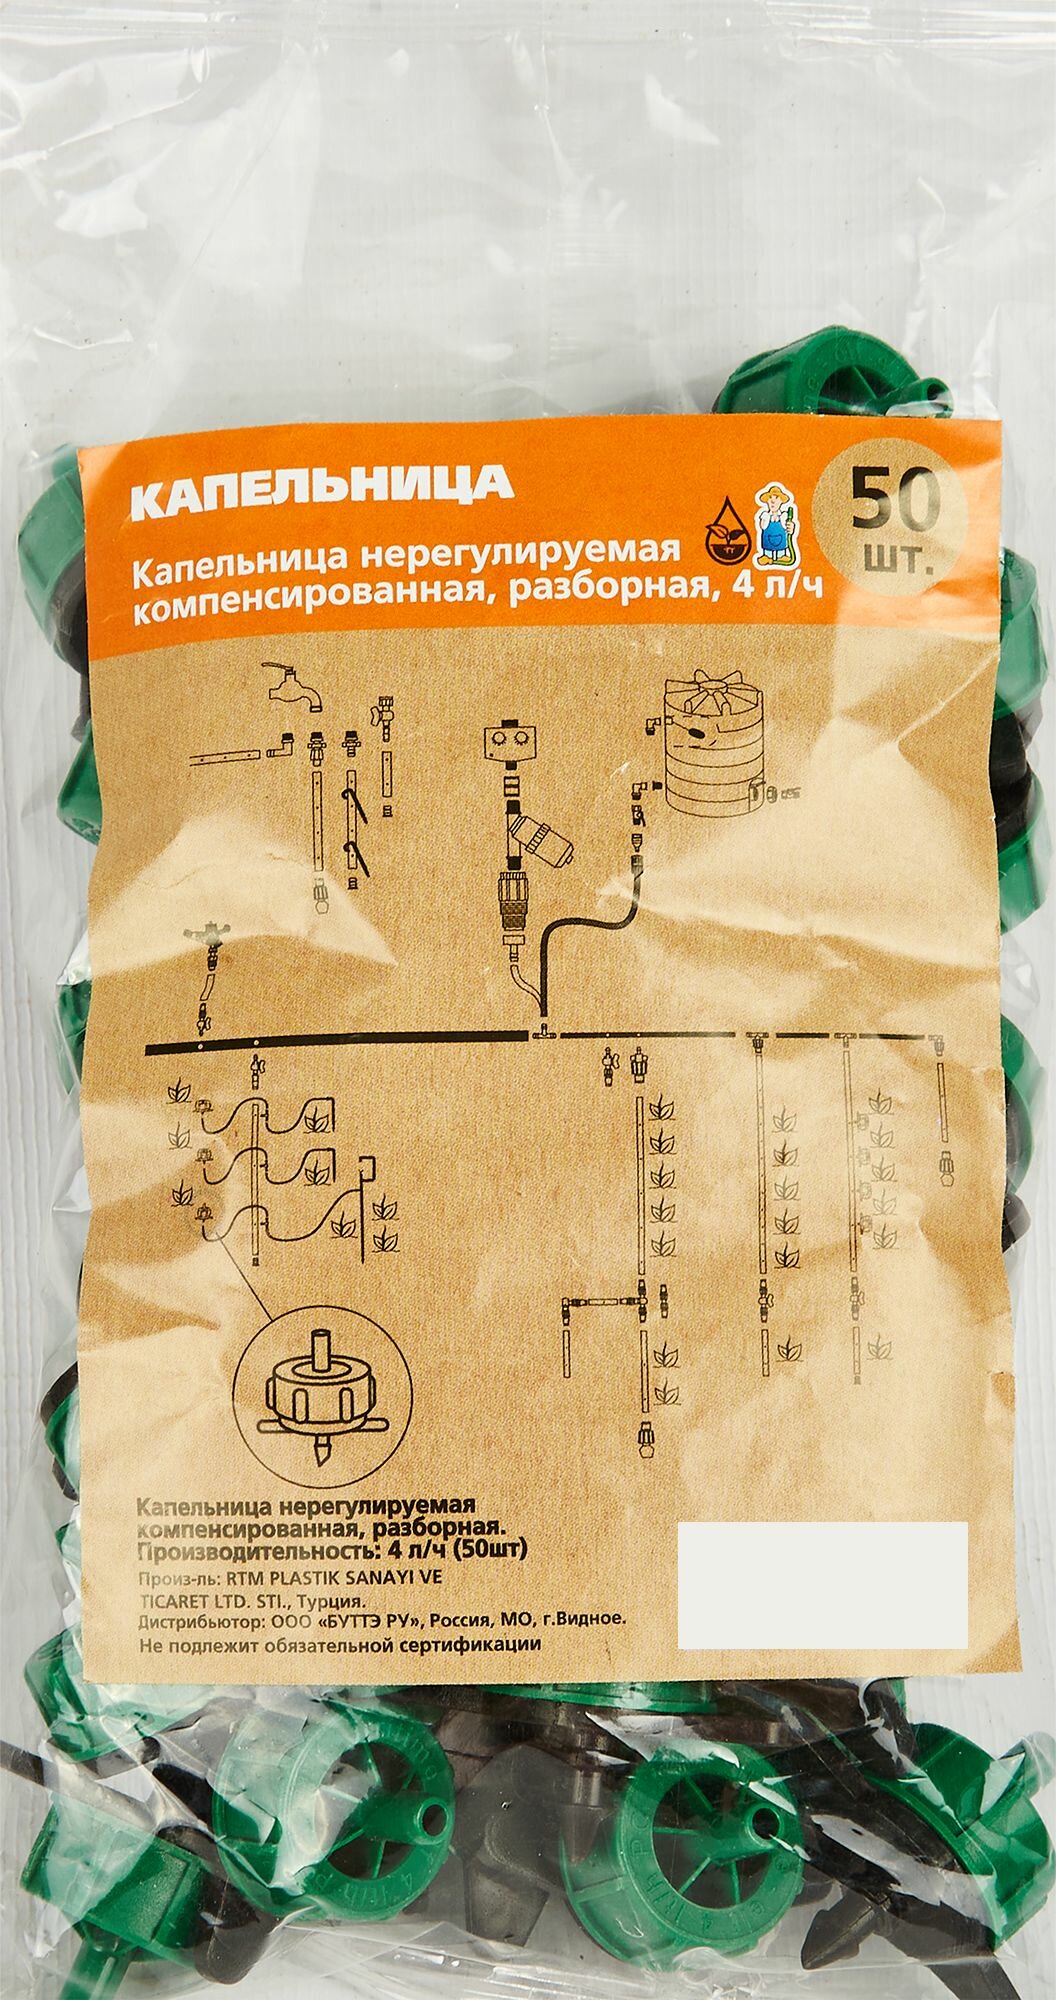 КАПЕЛЬНИЦА
50
шт.
Капельница нерегулируемая
компенсированная, разборная, 4 л/ч
Капельница нерегулируемая
компенсированная, разборная.
Производительность: 4 л/ч (50шт)
Произ-ль: RTM PLASTIK SANAYI VE
TICARET LTD. STI., Турция.
Дистрибьютор: ООО «БУТТЭ РУ», Россия, МО, г.Видное.
Не подлежит обязательной сертификации